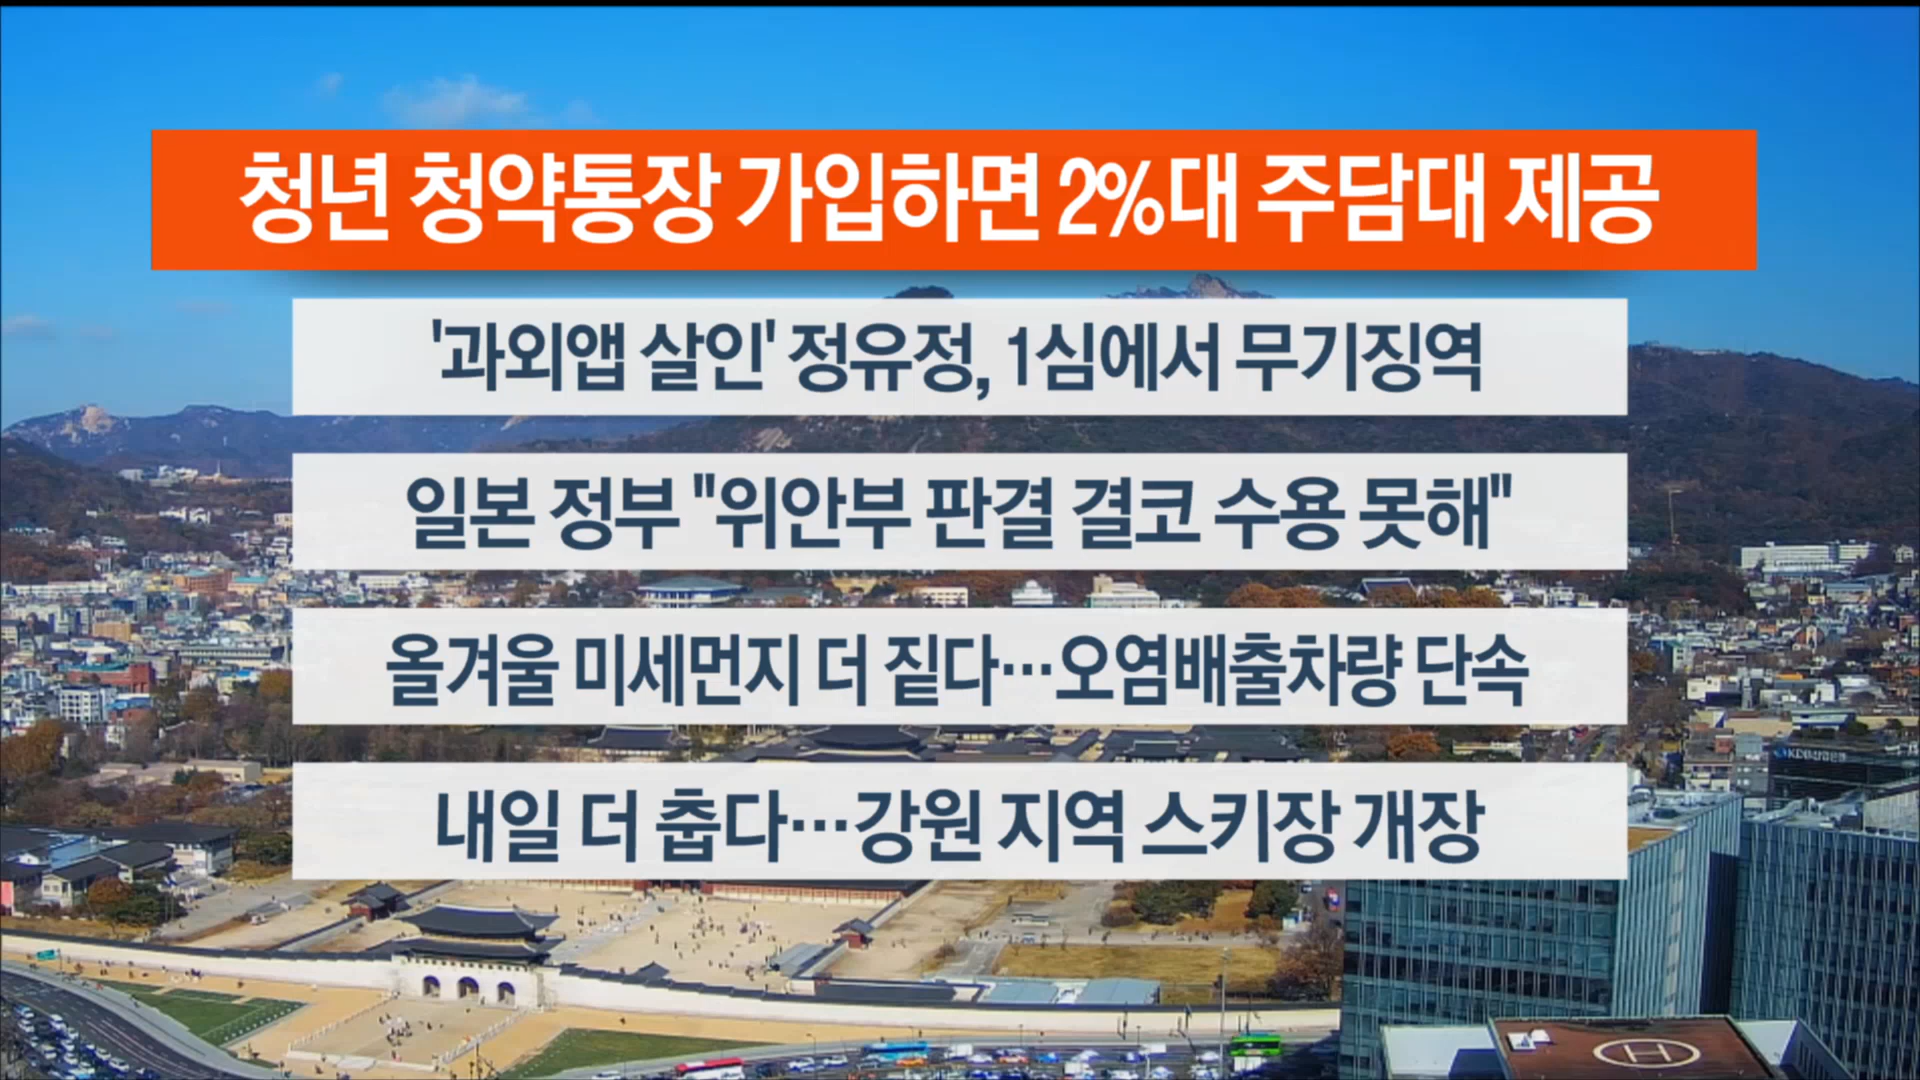 청년 청약통장 가입하면 2%대 주담대 제공
'과외앱 살인' 정유정, 1심에서 무기징역
일본 정부 "위안부 판결 결코 수용 못해"
올겨울 미세먼지 더 짙다…오염배출차량 단속
내일 더 춥다…강원 지역 스키장 개장
H